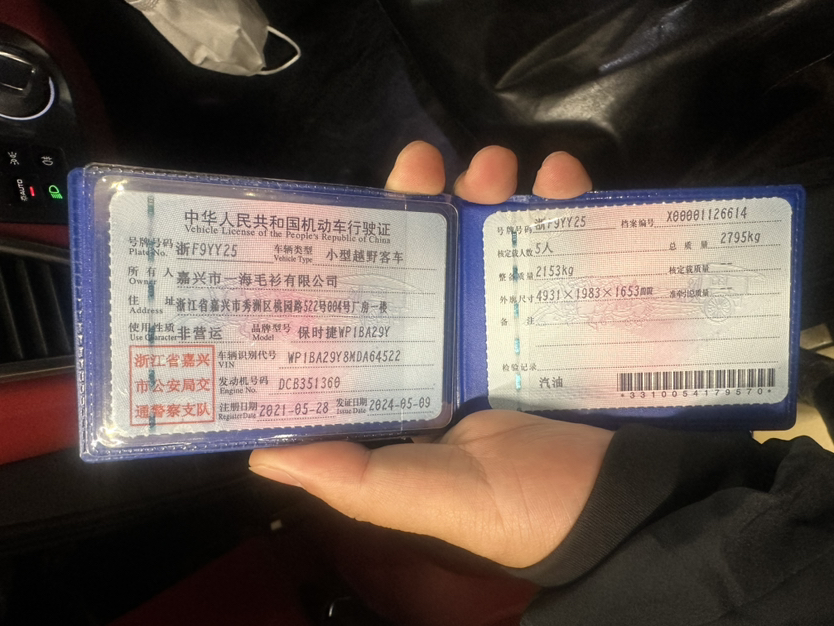 中华人民共和国机动车行驶证
Vehicle License of the People's Republic of China
号牌号码 浙F9YY25 车辆类型 小型越野客车
Plate No. Vehicle Type
所有人 嘉兴市一海毛衫有限公司
Owner
住址 浙江省嘉兴市秀洲区桃园路522号004号厂房一楼
Address
使用性质 非营运 品牌型号 保时捷WP1BA29Y
Use Character Model
浙江省嘉兴
市公安局交
通警察支队
车辆识别代号 WP1BA29Y8MDA64522
VIN
发动机号码 DCB351360
Engine No.
注册日期 2021-05-28 发证日期 2024-05-09
Register Date Issue Date
号牌号码 浙F9YY25 档案编号 X00001126614
核定载人数 5人 总质量 2795kg
整备质量 2153kg 核定载质量 --
外廓尺寸 4931×1983×1653mm 准牵引总质量 --
备注
检验记录
汽油
*3310054179570*
AUTO